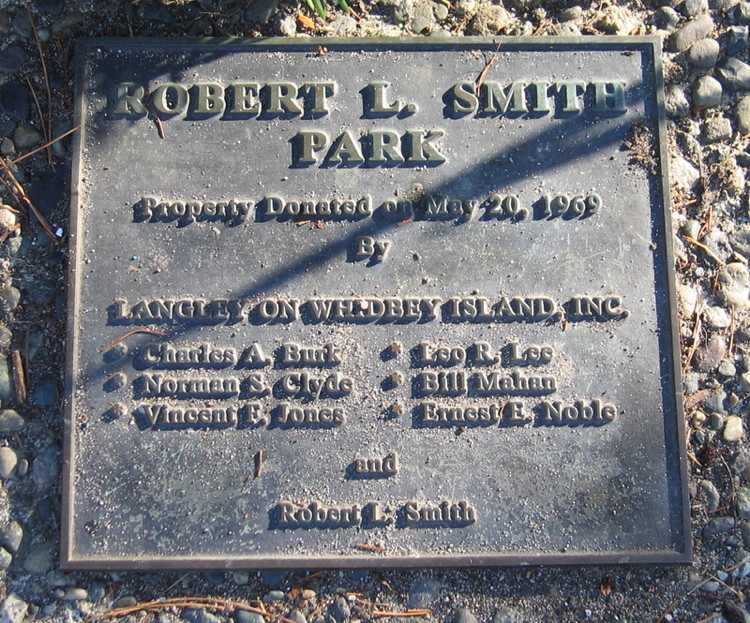 ROBERT L. SMITH
PARK
Property Donated on May 20, 1969
By
LANGLEY ON WHIDBEY ISLAND, INC.
* Charles A. Burk * Leo R. Lee
* Norman S. Clyde * Bill Mahan
* Vincent F. Jones * Ernest E. Noble
and
Robert L. Smith